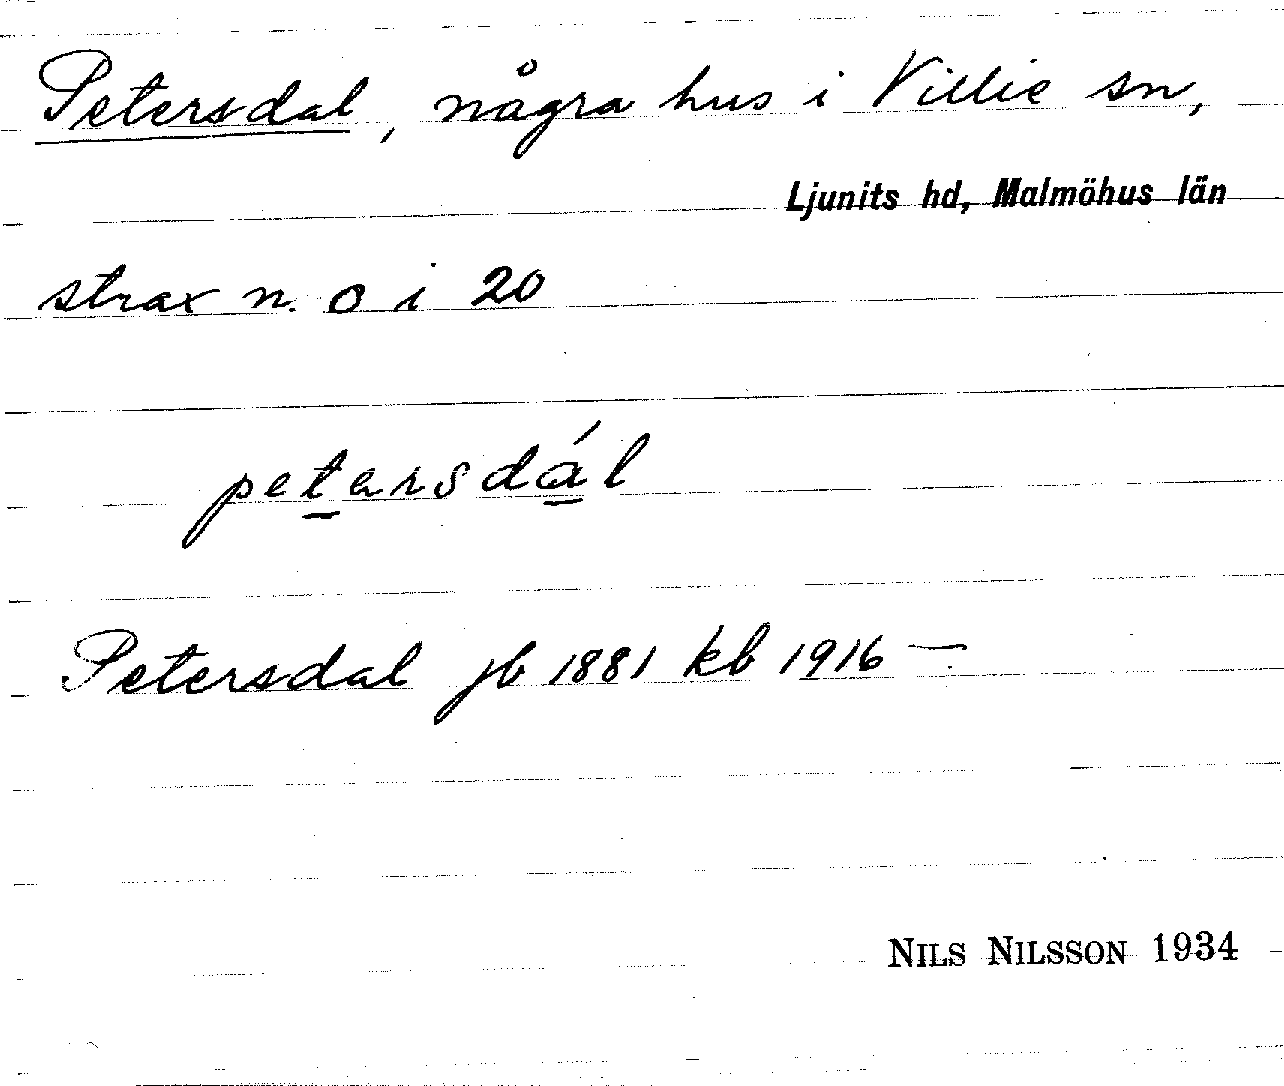 Petersdal, några hus i Villie sn,
Ljunits hd, Malmöhus län
strax n. o i 20
petarsdál
Petersdal jb 1881 kb 1916 –
NILS NILSSON 1934